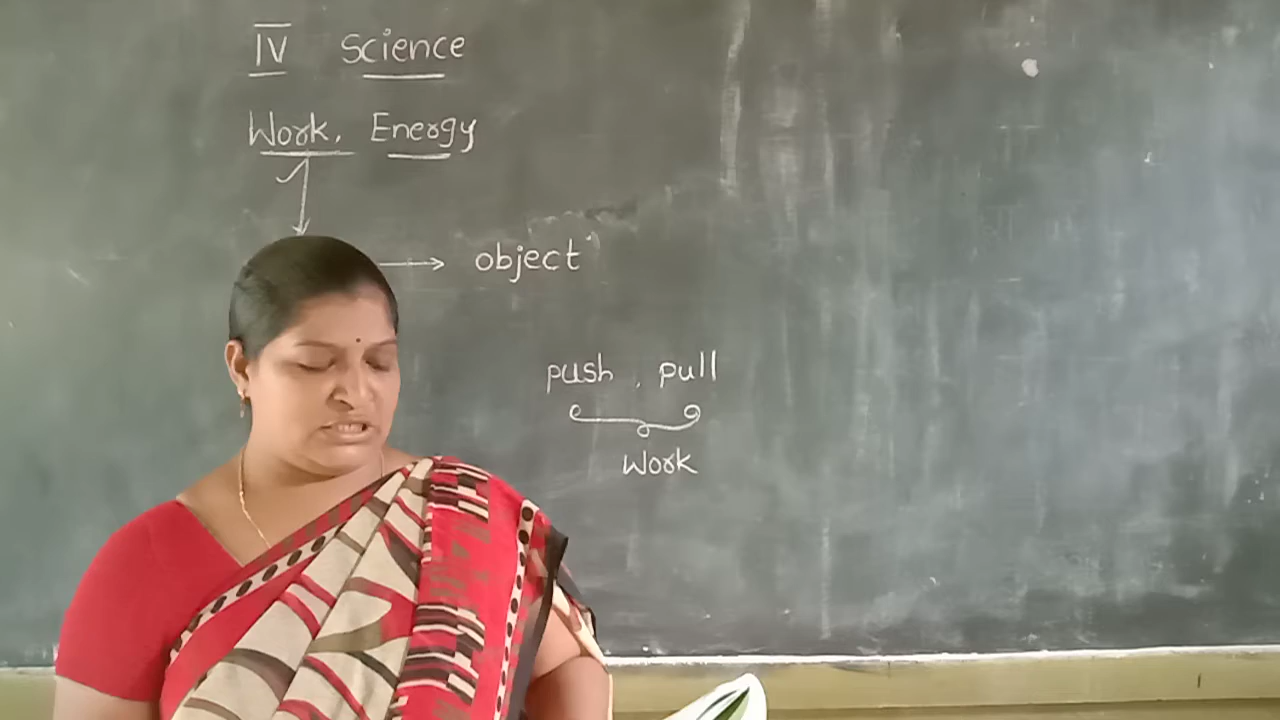 IV Science
Work, Energy
→ object
push, pull
Work